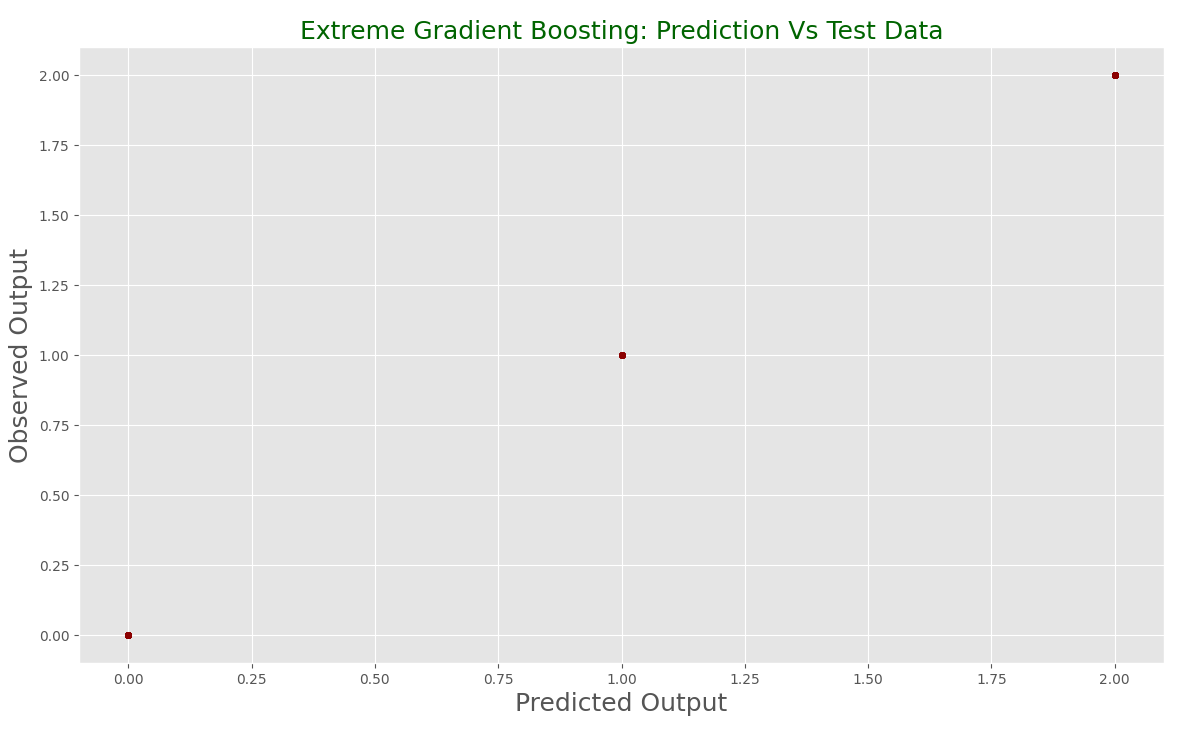 Extreme Gradient Boosting: Prediction Vs Test Data
2.00
1.75
1.50
1.25
1.00
0.75
0.50
0.25
0.00
Observed Output
0.00 0.25 0.50 0.75 1.00 1.25 1.50 1.75 2.00
Predicted Output